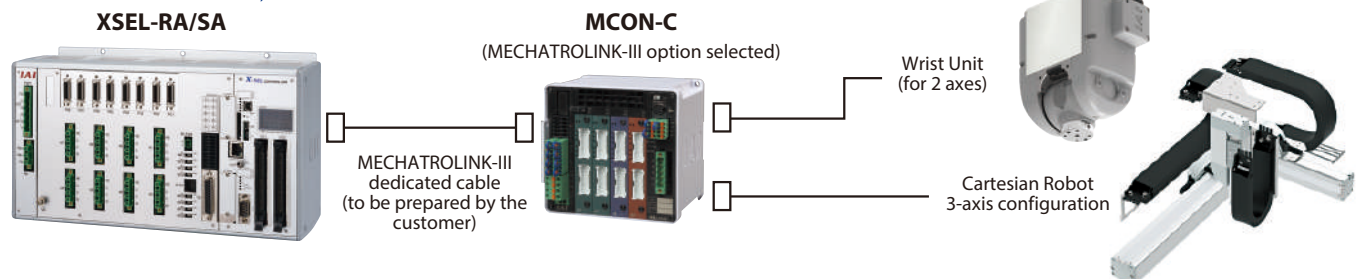 XSEL-RA/SA
MCON-C
(MECHATROLINK-III option selected)
IAI
MECHATROLINK-III
dedicated cable
(to be prepared by the
customer)
Wrist Unit
(for 2 axes)
Cartesian Robot
3-axis configuration